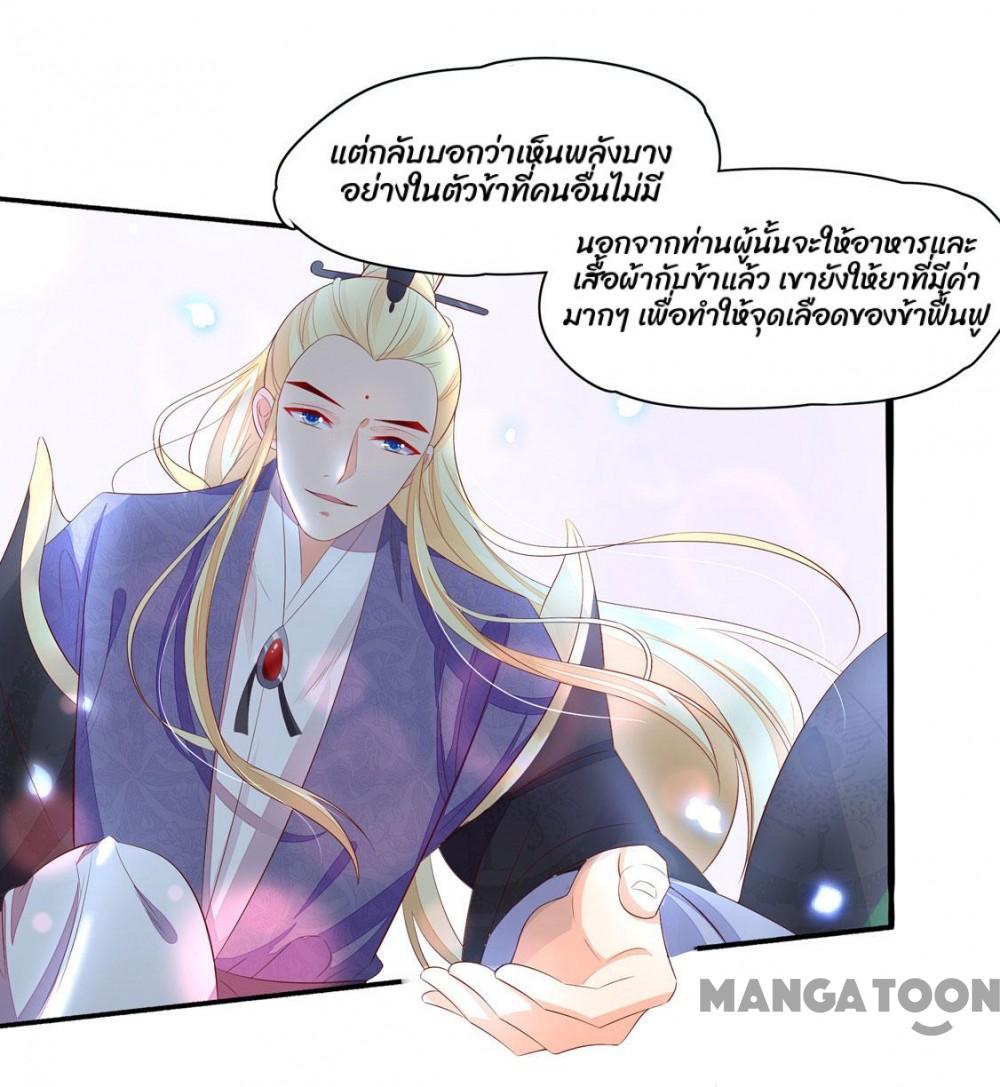 แต่กลับบอกว่าเห็นพลังบาง
อย่างในตัวข้าที่คนอื่นไม่มี
นอกจากท่านผู้นั้นจะให้อาหารและ
เสื้อผ้ากับข้าแล้ว เขายังให้ยาที่มีค่า
มากๆ เพื่อทำให้จุดเลือดของข้าฟื้นฟู
MANGATOON